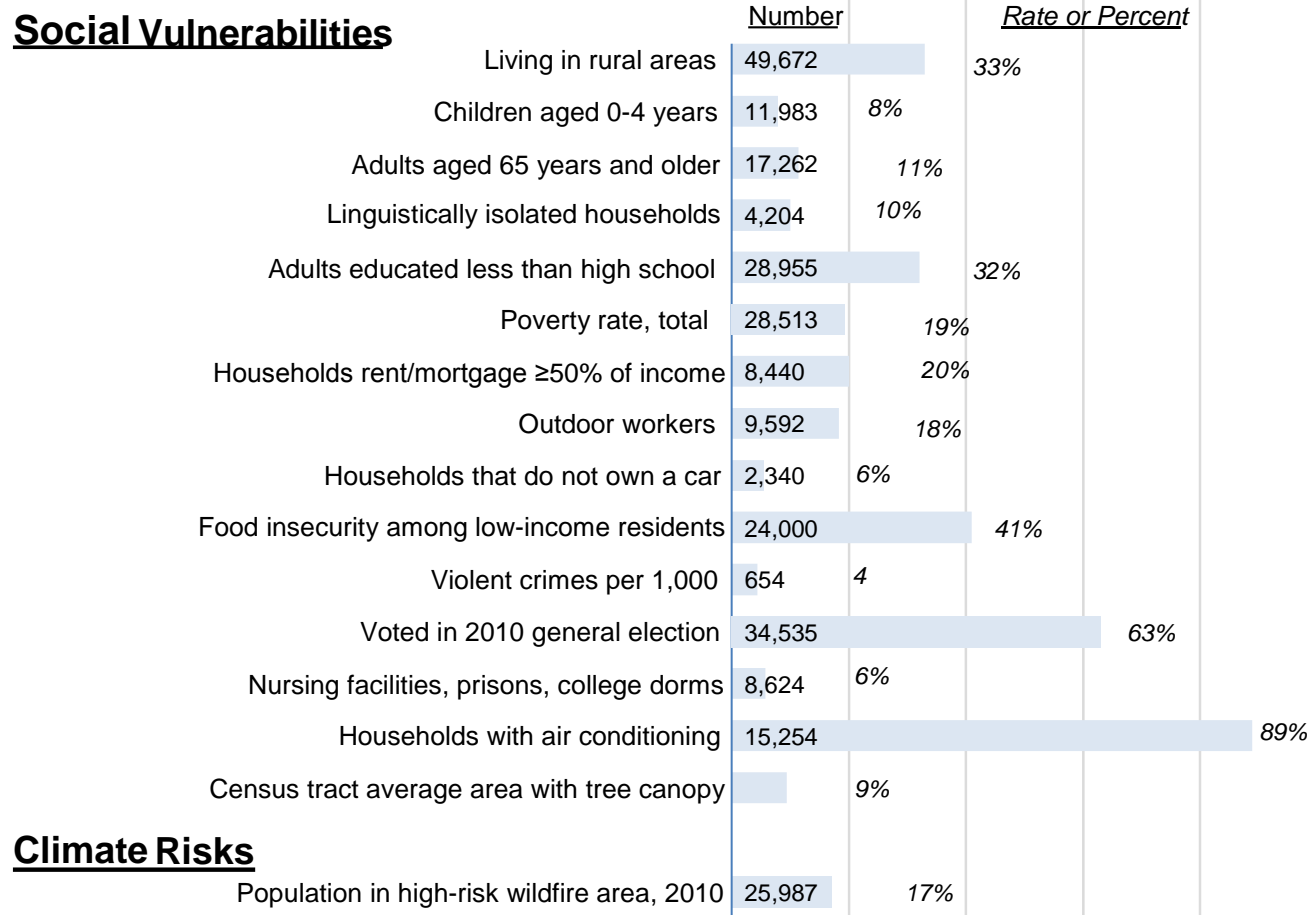 Number Rate or Percent
Social Vulnerabilities
Living in rural areas 49,672 33%
Children aged 0-4 years 11,983 8%
Adults aged 65 years and older 17,262 11%
Linguistically isolated households 4,204 10%
Adults educated less than high school 28,955 32%
Poverty rate, total 28,513 19%
Households rent/mortgage ≥50% of income 8,440 20%
Outdoor workers 9,592 18%
Households that do not own a car 2,340 6%
Food insecurity among low-income residents 24,000 41%
Violent crimes per 1,000 654 4
Voted in 2010 general election 34,535 63%
Nursing facilities, prisons, college dorms 8,624 6%
Households with air conditioning 15,254 89%
Census tract average area with tree canopy 9%
Climate Risks
Population in high-risk wildfire area, 2010 25,987 17%